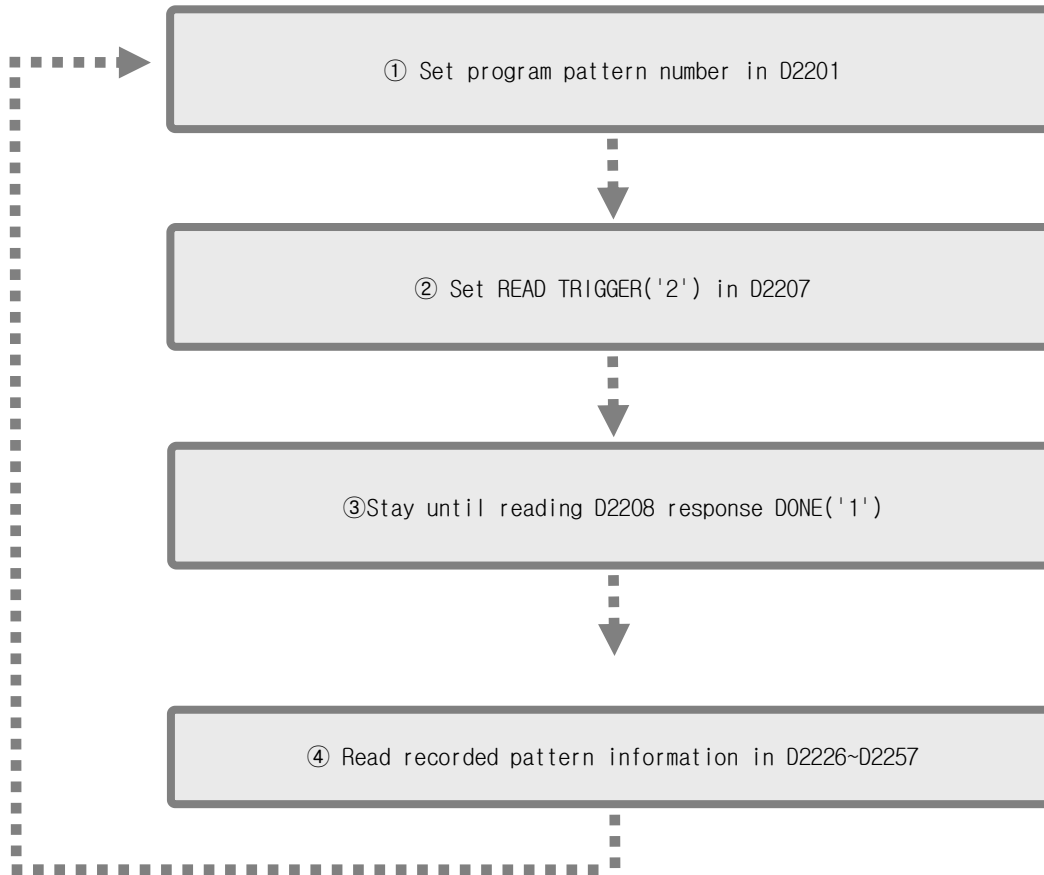 ① Set program pattern number in D2201
② Set READ TRIGGER('2') in D2207
③Stay until reading D2208 response DONE('1')
④ Read recorded pattern information in D2226~D2257